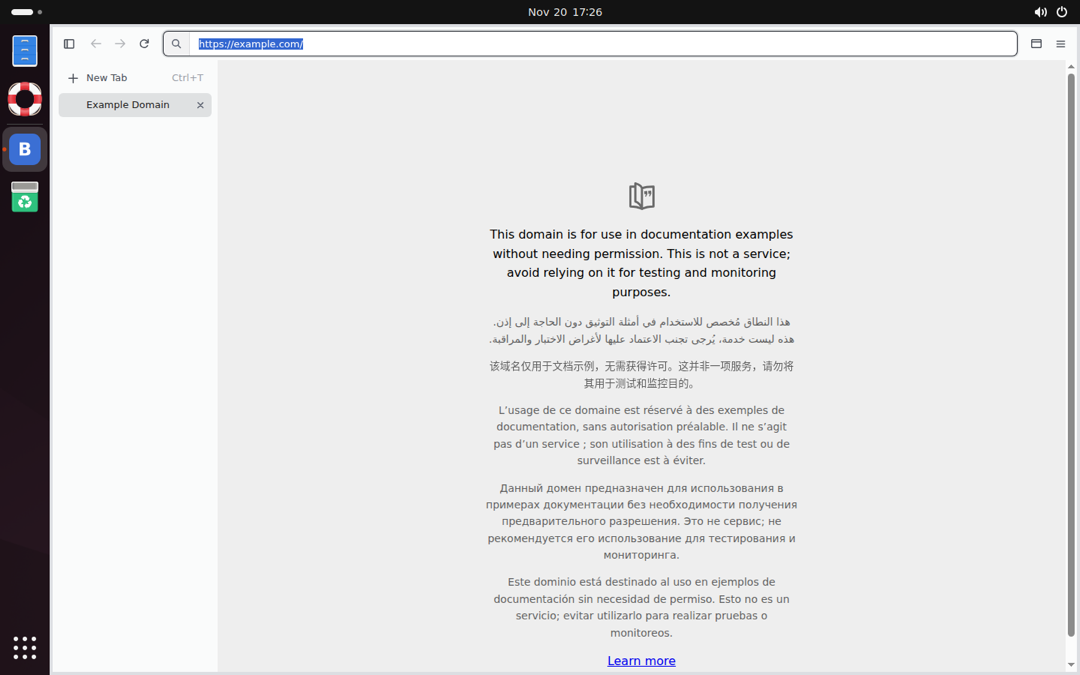 Nov 20 17:26
https://example.com/
New Tab
Ctrl+T
Example Domain
B
This domain is for use in documentation examples
without needing permission. This is not a service;
avoid relying on it for testing and monitoring
purposes.
هذا النطاق مُخصص للاستخدام في أمثلة التوثيق دون الحاجة إلى إذن.
هذه ليست خدمة، يُرجى تجنب الاعتماد عليها لأغراض الاختبار والمراقبة.
该域名仅用于文档示例，无需获得许可。这并非一项服务，请勿将
其用于测试和监控目的。
L’usage de ce domaine est réservé à des exemples de
documentation, sans autorisation préalable. Il ne s’agit
pas d’un service ; son utilisation à des fins de test ou de
surveillance est à éviter.
Данный домен предназначен для использования в
примерах документации без необходимости получения
предварительного разрешения. Это не сервис; не
рекомендуется его использование для тестирования и
мониторинга.
Este dominio está destinado al uso en ejemplos de
documentación sin necesidad de permiso. Esto no es un
servicio; evitar utilizarlo para realizar pruebas o
monitoreos.
Learn more